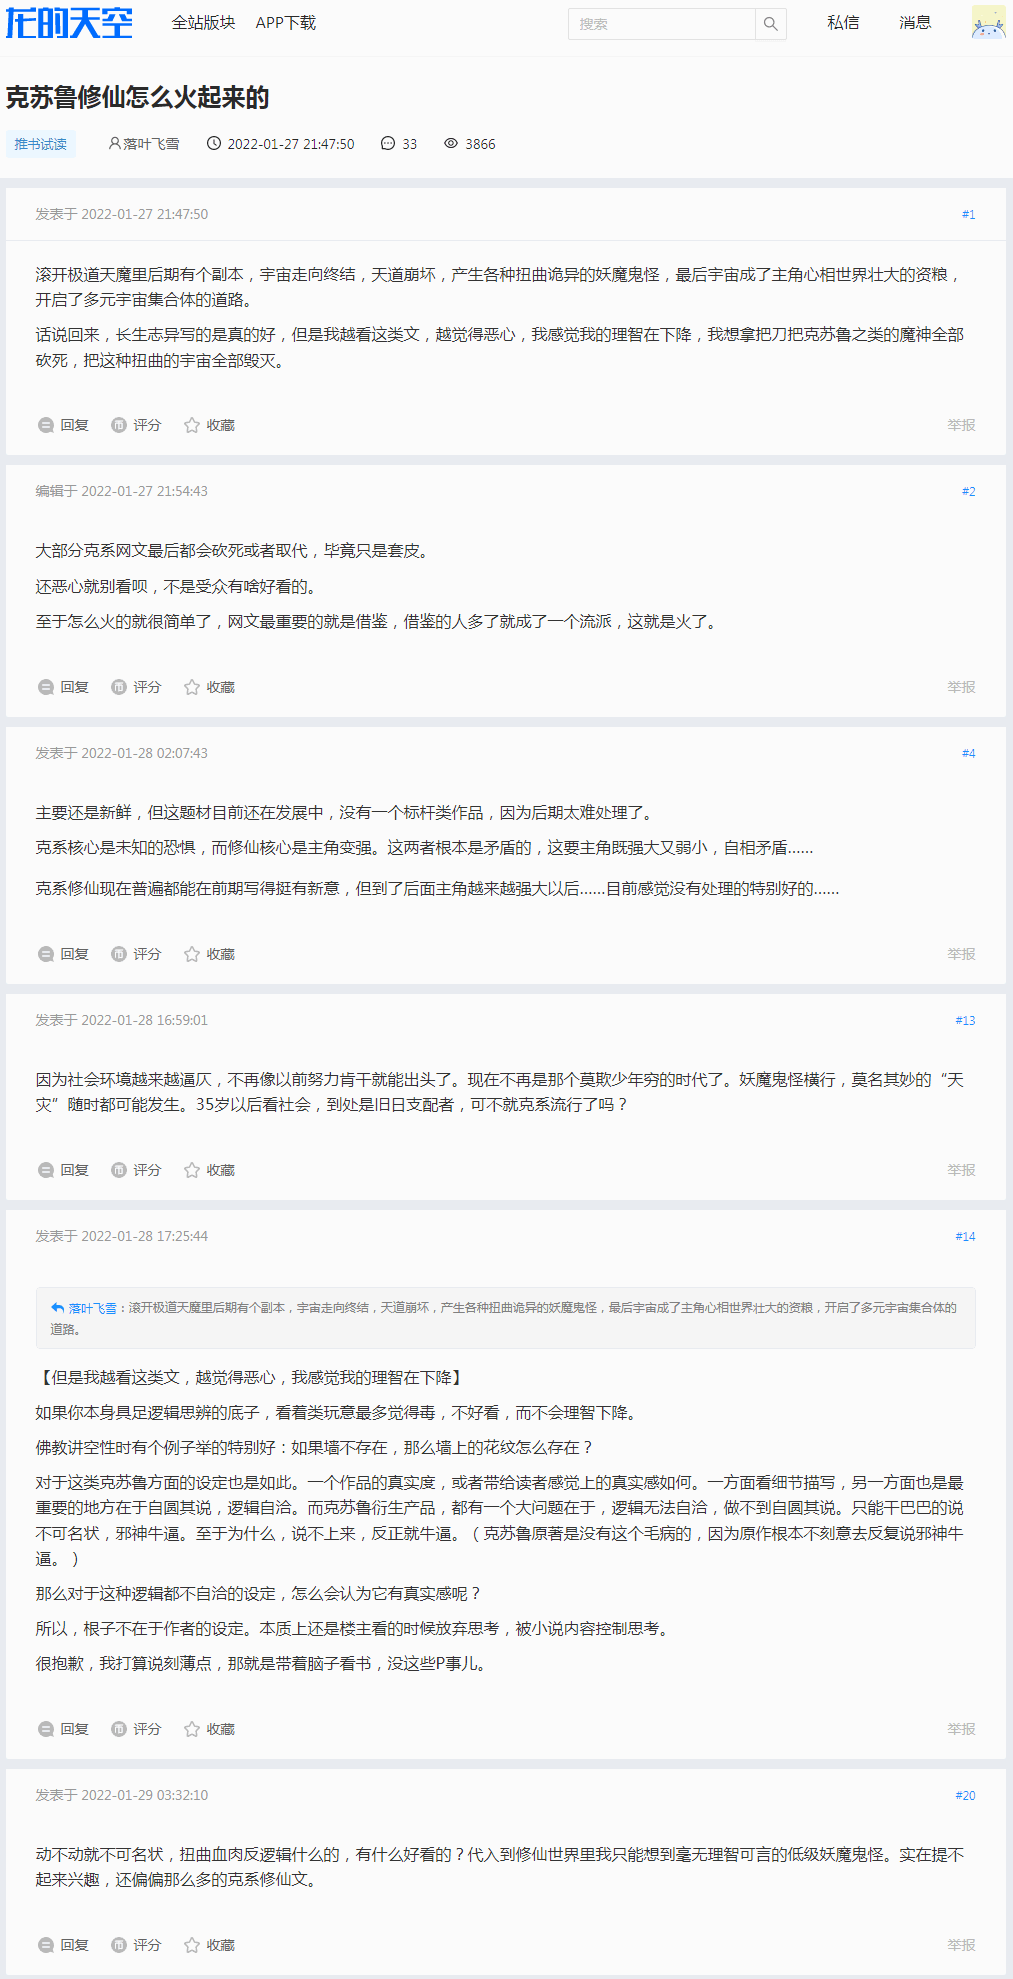 龙的天空 全站版块 APP下载 搜索 私信 消息
克苏鲁修仙怎么火起来的
推书试读 落叶飞雪 2022-01-27 21:47:50 33 3866
发表于 2022-01-27 21:47:50 #1
滚开极道天魔里后期有个副本，宇宙走向终结，天道崩坏，产生各种扭曲诡异的妖魔鬼怪，最后宇宙成了主角心相世界壮大的资粮，
开启了多元宇宙集合体的道路。
话说回来，长生志异写的是真的好，但是我越看这类文，越觉得恶心，我感觉我的理智在下降，我想拿把刀把克苏鲁之类的魔神全部
砍死，把这种扭曲的宇宙全部毁灭。
回复 评分 收藏 举报
编辑于 2022-01-27 21:54:43 #2
大部分克系网文最后都会砍死或者取代，毕竟只是套皮。
还恶心就别看呗，不是受众有啥好看的。
至于怎么火的就很简单了，网文最重要的就是借鉴，借鉴的人多了就成了一个流派，这就是火了。
回复 评分 收藏 举报
发表于 2022-01-28 02:07:43 #4
主要还是新鲜，但这题材目前还在发展中，没有一个标杆类作品，因为后期太难处理了。
克系核心是未知的恐惧，而修仙核心是主角变强。这两者根本是矛盾的，这要主角既强大又弱小，自相矛盾……
克系修仙现在普遍都能在前期写得挺有新意，但到了后面主角越来越强大以后……目前感觉没有处理的特别好的……
回复 评分 收藏 举报
发表于 2022-01-28 16:59:01 #13
因为社会环境越来越逼仄，不再像以前努力肯干就能出头了。现在不再是那个莫欺少年穷的时代了。妖魔鬼怪横行，莫名其妙的“天
灾”随时都可能发生。35岁以后看社会，到处是旧日支配者，可不就克系流行了吗？
回复 评分 收藏 举报
发表于 2022-01-28 17:25:44 #14
落叶飞雪：滚开极道天魔里后期有个副本，宇宙走向终结，天道崩坏，产生各种扭曲诡异的妖魔鬼怪，最后宇宙成了主角心相世界壮大的资粮，开启了多元宇宙集合体的
道路。
【但是我越看这类文，越觉得恶心，我感觉我的理智在下降】
如果你本身具足逻辑思辨的底子，看着类玩意最多觉得毒，不好看，而不会理智下降。
佛教讲空性时有个例子举的特别好：如果墙不存在，那么墙上的花纹怎么存在？
对于这类克苏鲁方面的设定也是如此。一个作品的真实度，或者带给读者感觉上的真实感如何。一方面看细节描写，另一方面也是最
重要的地方在于自圆其说，逻辑自洽。而克苏鲁衍生产品，都有一个大问题在于，逻辑无法自洽，做不到自圆其说。只能干巴巴的说
不可名状，邪神牛逼。至于为什么，说不上来，反正就牛逼。（克苏鲁原著是没有这个毛病的，因为原作根本不刻意去反复说邪神牛
逼。）
那么对于这种逻辑都不自洽的设定，怎么会认为它有真实感呢？
所以，根子不在于作者的设定。本质上还是楼主看的时候放弃思考，被小说内容控制思考。
很抱歉，我打算说刻薄点，那就是带着脑子看书，没这些P事儿。
回复 评分 收藏 举报
发表于 2022-01-29 03:32:10 #20
动不动就不可名状，扭曲血肉反逻辑什么的，有什么好看的？代入到修仙世界里我只能想到毫无理智可言的低级妖魔鬼怪。实在提不
起来兴趣，还偏偏那么多的克系修仙文。
回复 评分 收藏 举报